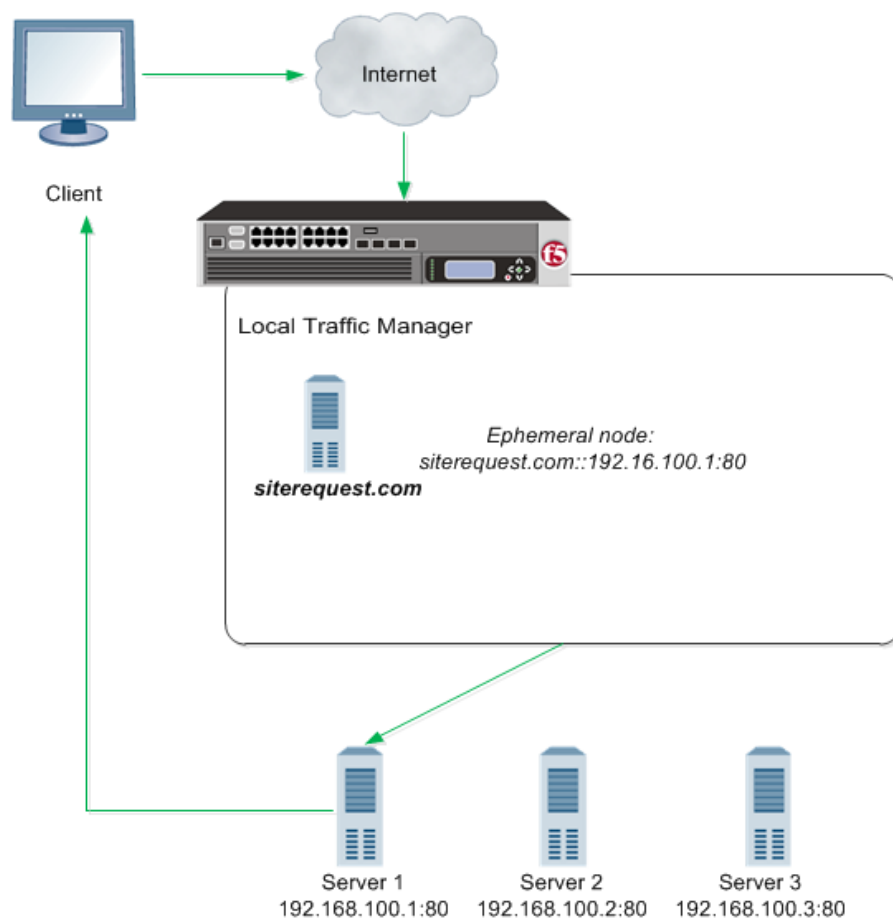 Internet
Client
f5
Local Traffic Manager
Ephemeral node:
siterequest.com::192.16.100.1:80
siterequest.com
Server 1
192.168.100.1:80
Server 2
192.168.100.2:80
Server 3
192.168.100.3:80